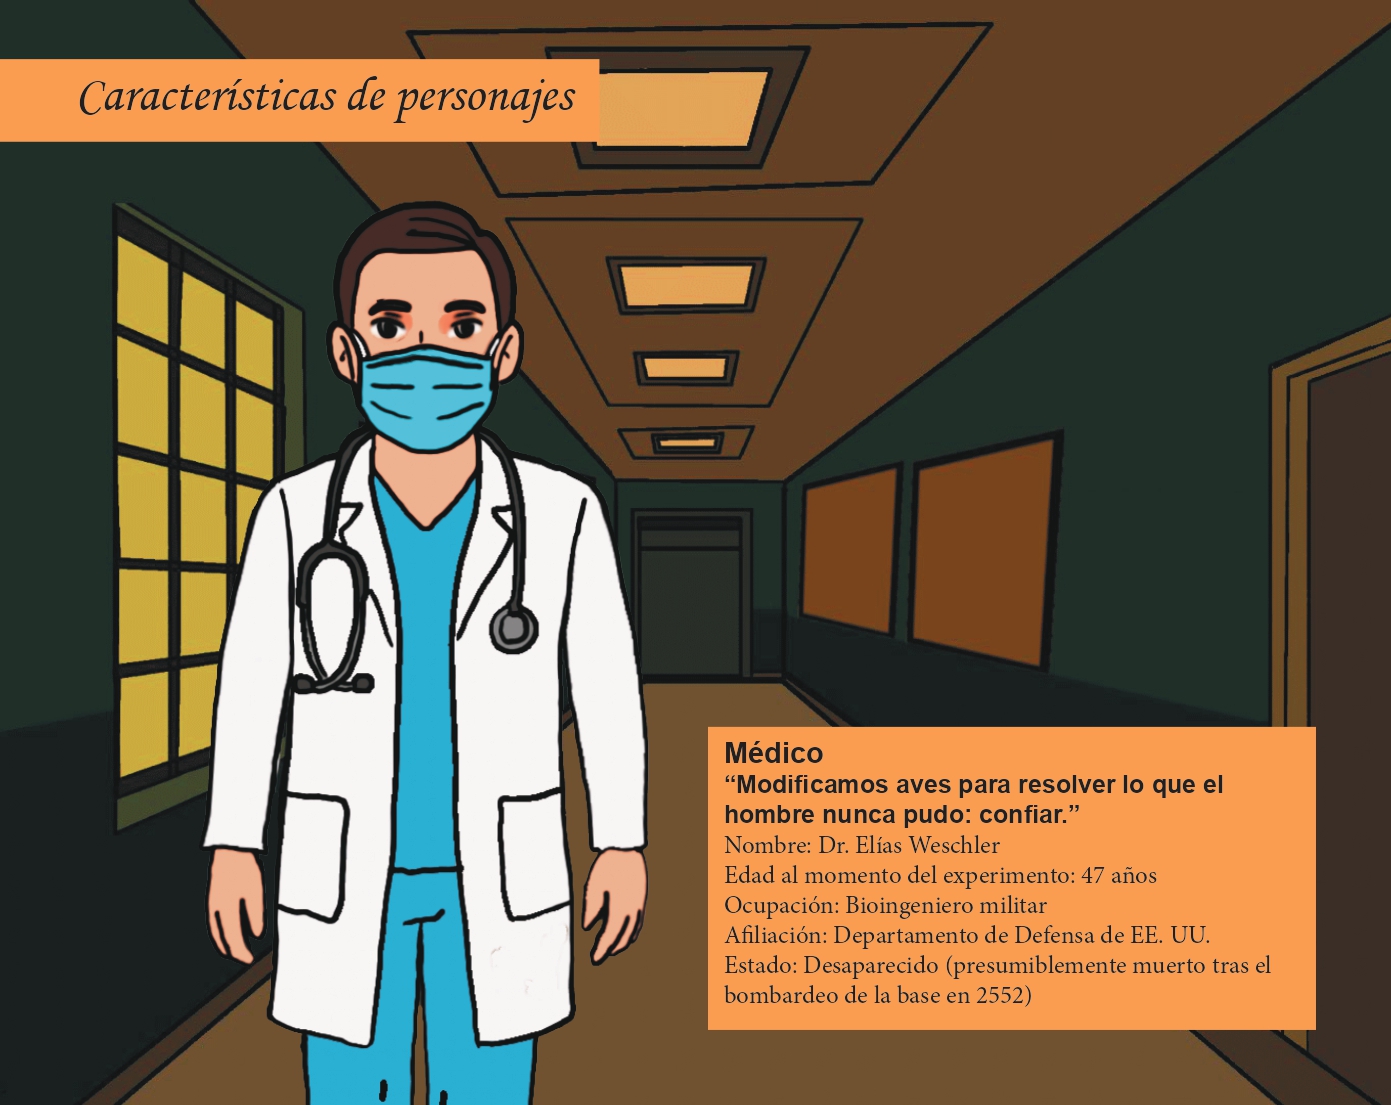 Características de personajes
Médico
“Modificamos aves para resolver lo que el
hombre nunca pudo: confiar.”
Nombre: Dr. Elías Weschler
Edad al momento del experimento: 47 años
Ocupación: Bioingeniero militar
Afiliación: Departamento de Defensa de EE. UU.
Estado: Desaparecido (presumiblemente muerto tras el
bombardeo de la base en 2552)